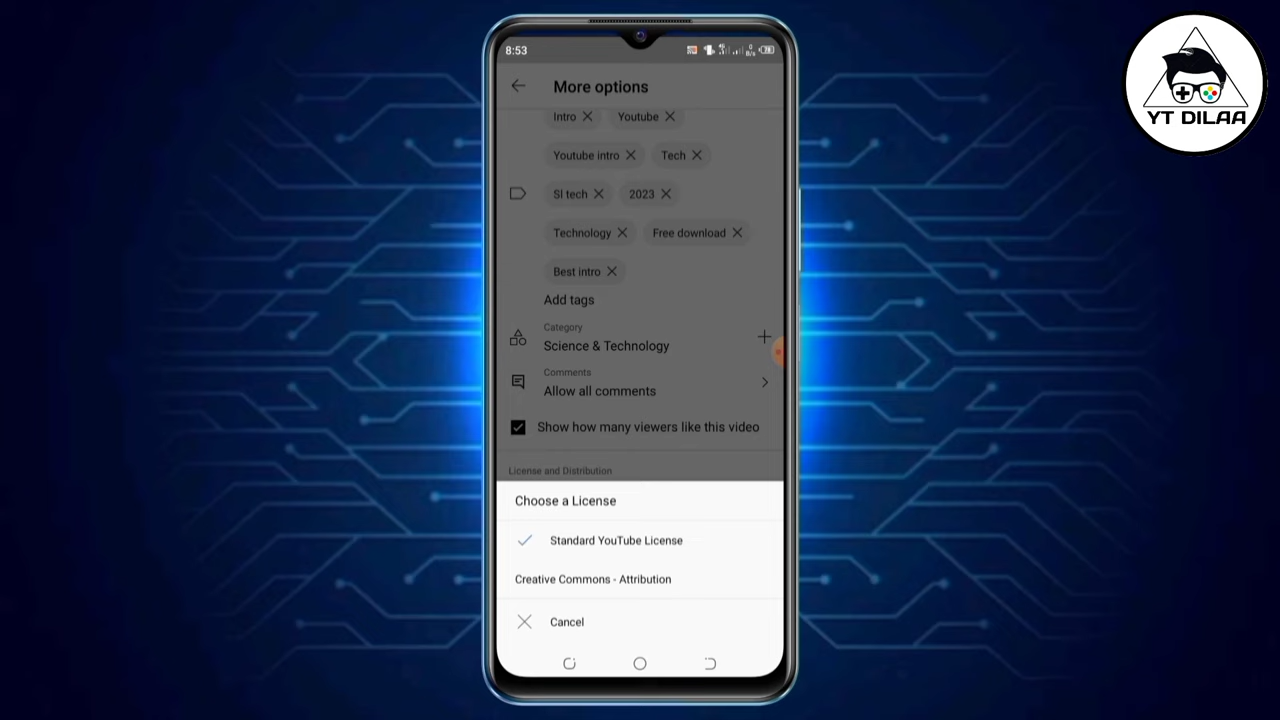 8:53
More options
Intro
Youtube
Youtube intro
Tech
SI tech
2023
Technology
Free download
Best intro
Add tags
Category
Science & Technology
Comments
Allow all comments
Show how many viewers like this video
License and Distribution
Choose a License
Standard YouTube License
Creative Commons - Attribution
Cancel
YT DILAA